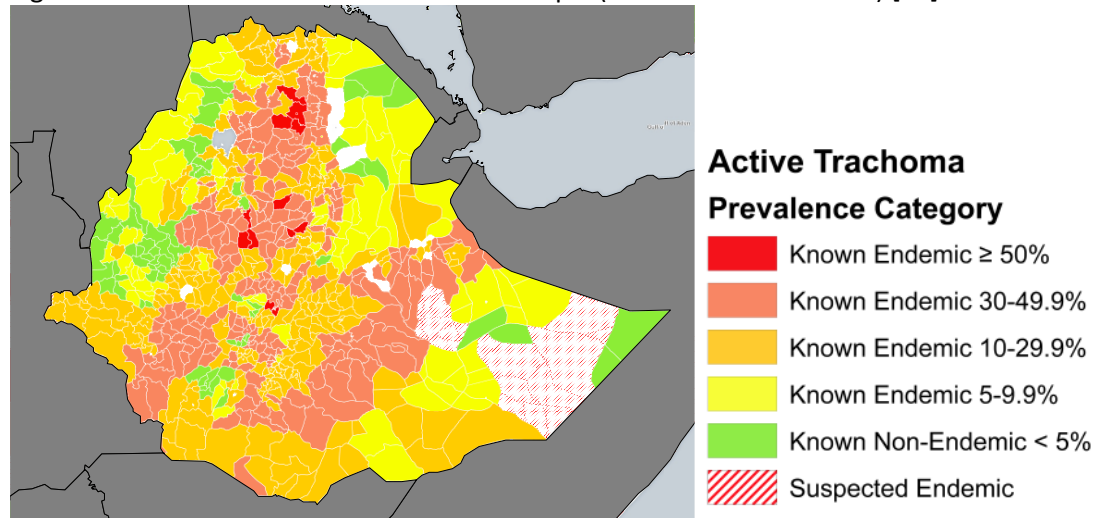 Active Trachoma
Prevalence Category
Known Endemic ≥ 50%
Known Endemic 30-49.9%
Known Endemic 10-29.9%
Known Endemic 5-9.9%
Known Non-Endemic < 5%
Suspected Endemic